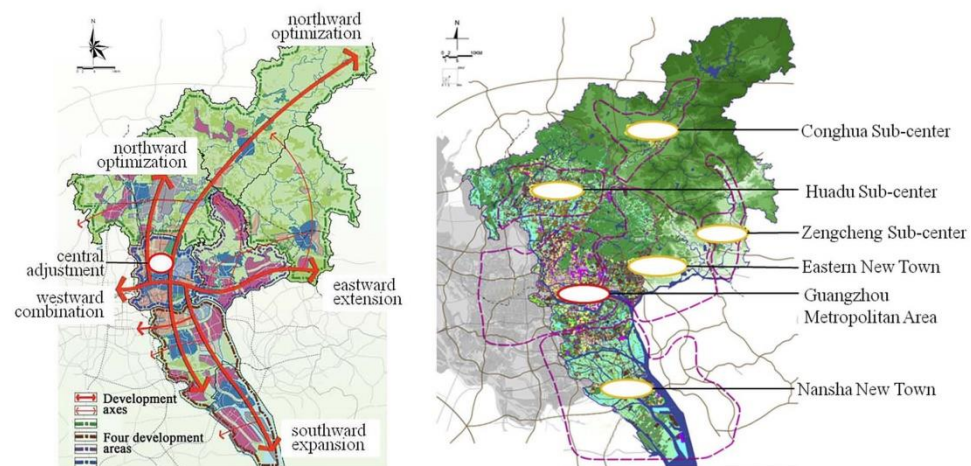 northward
optimization
northward
optimization
central
adjustment
westward
combination
eastward
extension
southward
expansion
Development
axes
Four development
areas
Conghua Sub-center
Huadu Sub-center
Zengcheng Sub-center
Eastern New Town
Guangzhou
Metropolitan Area
Nansha New Town